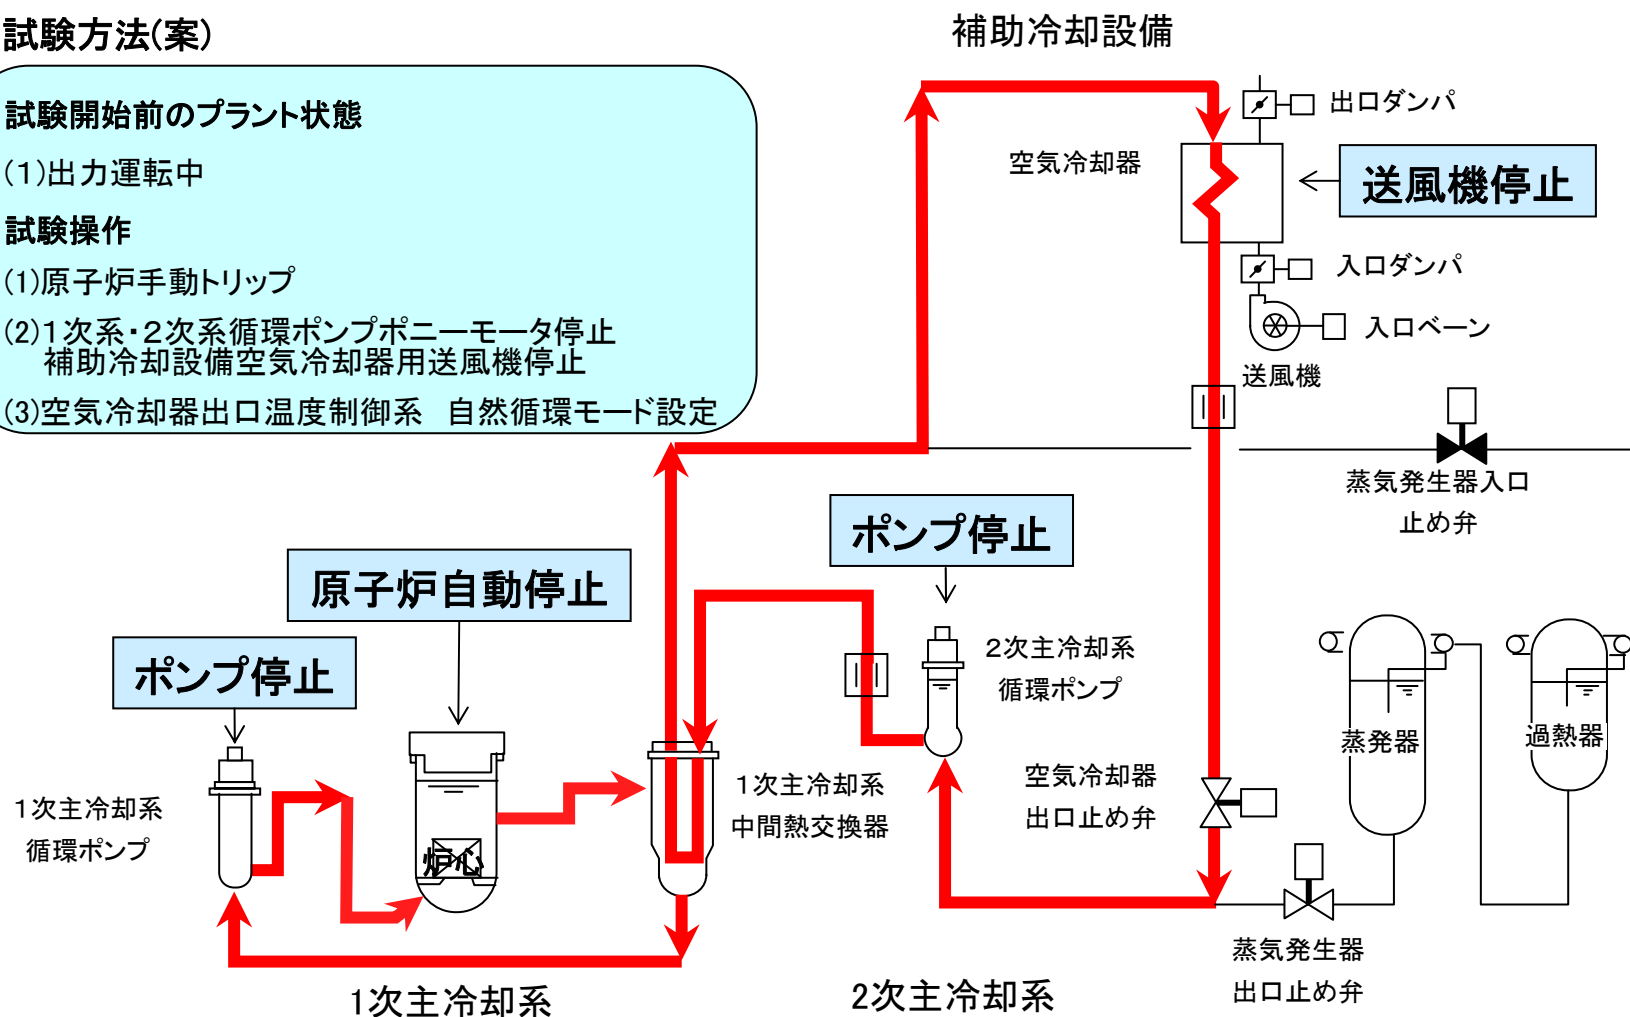 試験方法(案)
試験開始前のプラント状態
(1)出力運転中
試験操作
(1)原子炉手動トリップ
(2)1次系・2次系循環ポンプポニーモータ停止
補助冷却設備空気冷却器用送風機停止
(3)空気冷却器出口温度制御系 自然循環モード設定
補助冷却設備
出口ダンパ
空気冷却器
送風機停止
入口ダンパ
入口ベーン
送風機
蒸気発生器入口
止め弁
ポンプ停止
原子炉自動停止
ポンプ停止
2次主冷却系
循環ポンプ
蒸発器
過熱器
1次主冷却系
循環ポンプ
炉心
1次主冷却系
中間熱交換器
空気冷却器
出口止め弁
蒸気発生器
出口止め弁
1次主冷却系
2次主冷却系